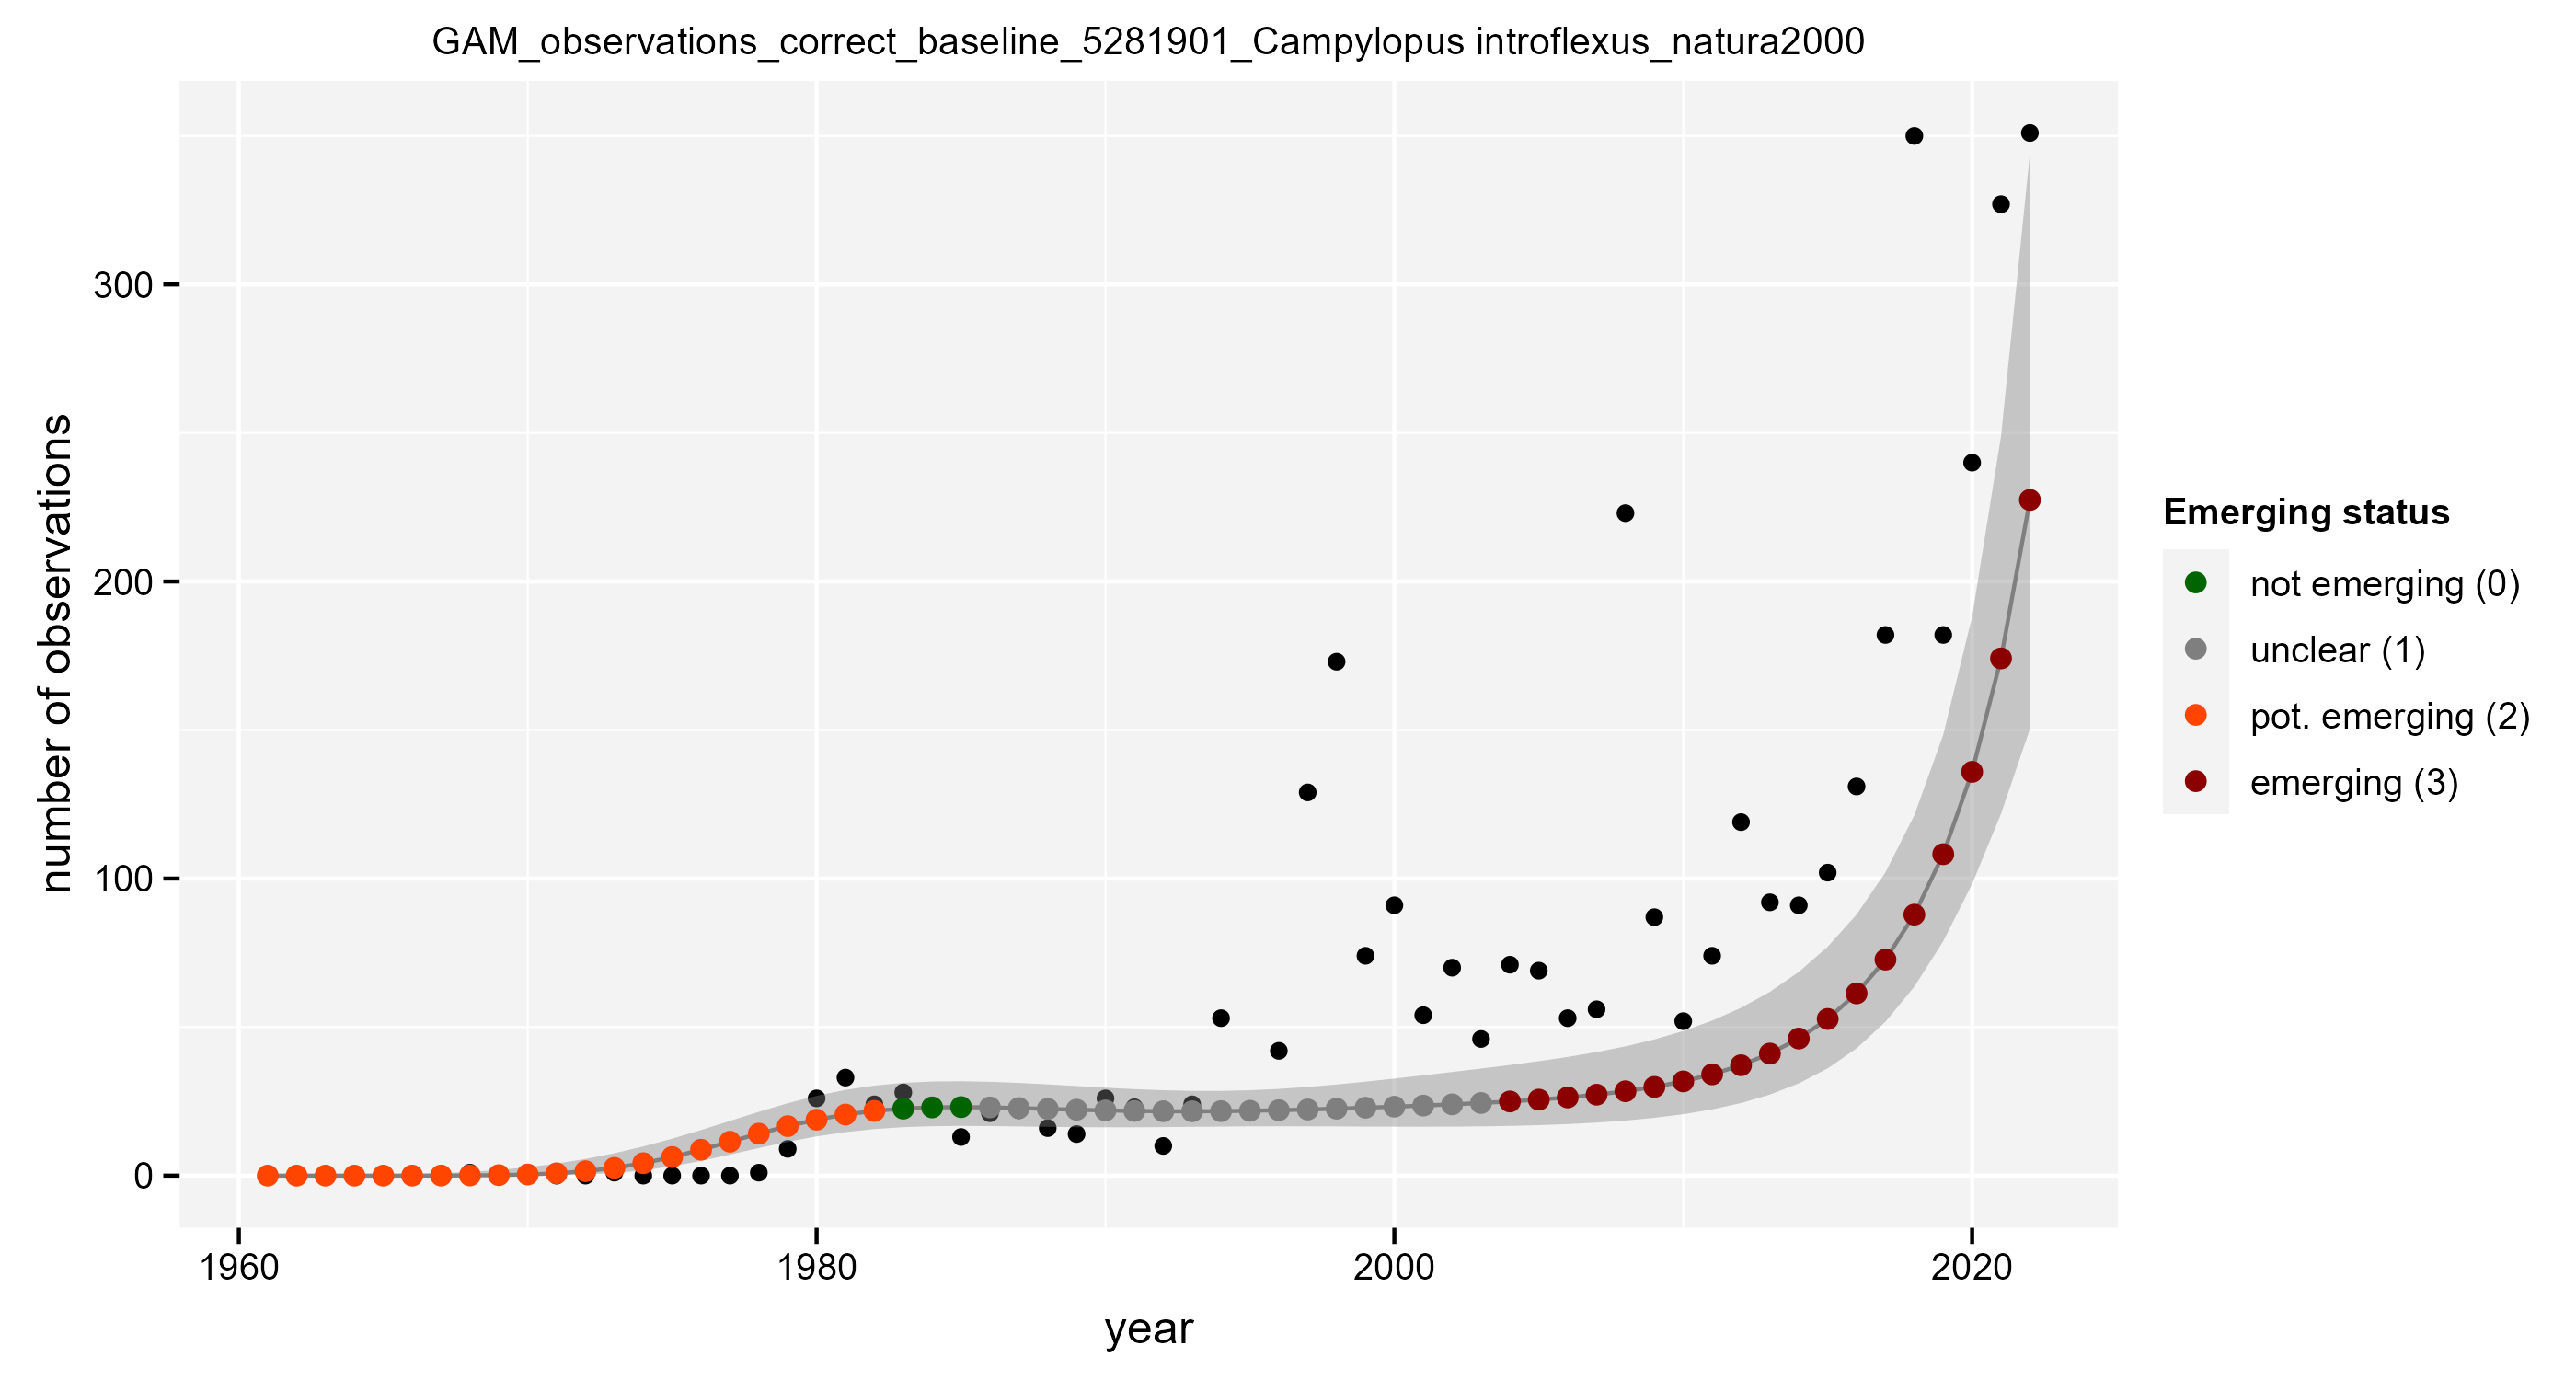 GAM_observations_correct_baseline_5281901_Campylopus introflexus_natura2000
number of observations
300
200
100
0
1960
1980
2000
2020
year
Emerging status
not emerging (0)
unclear (1)
pot. emerging (2)
emerging (3)